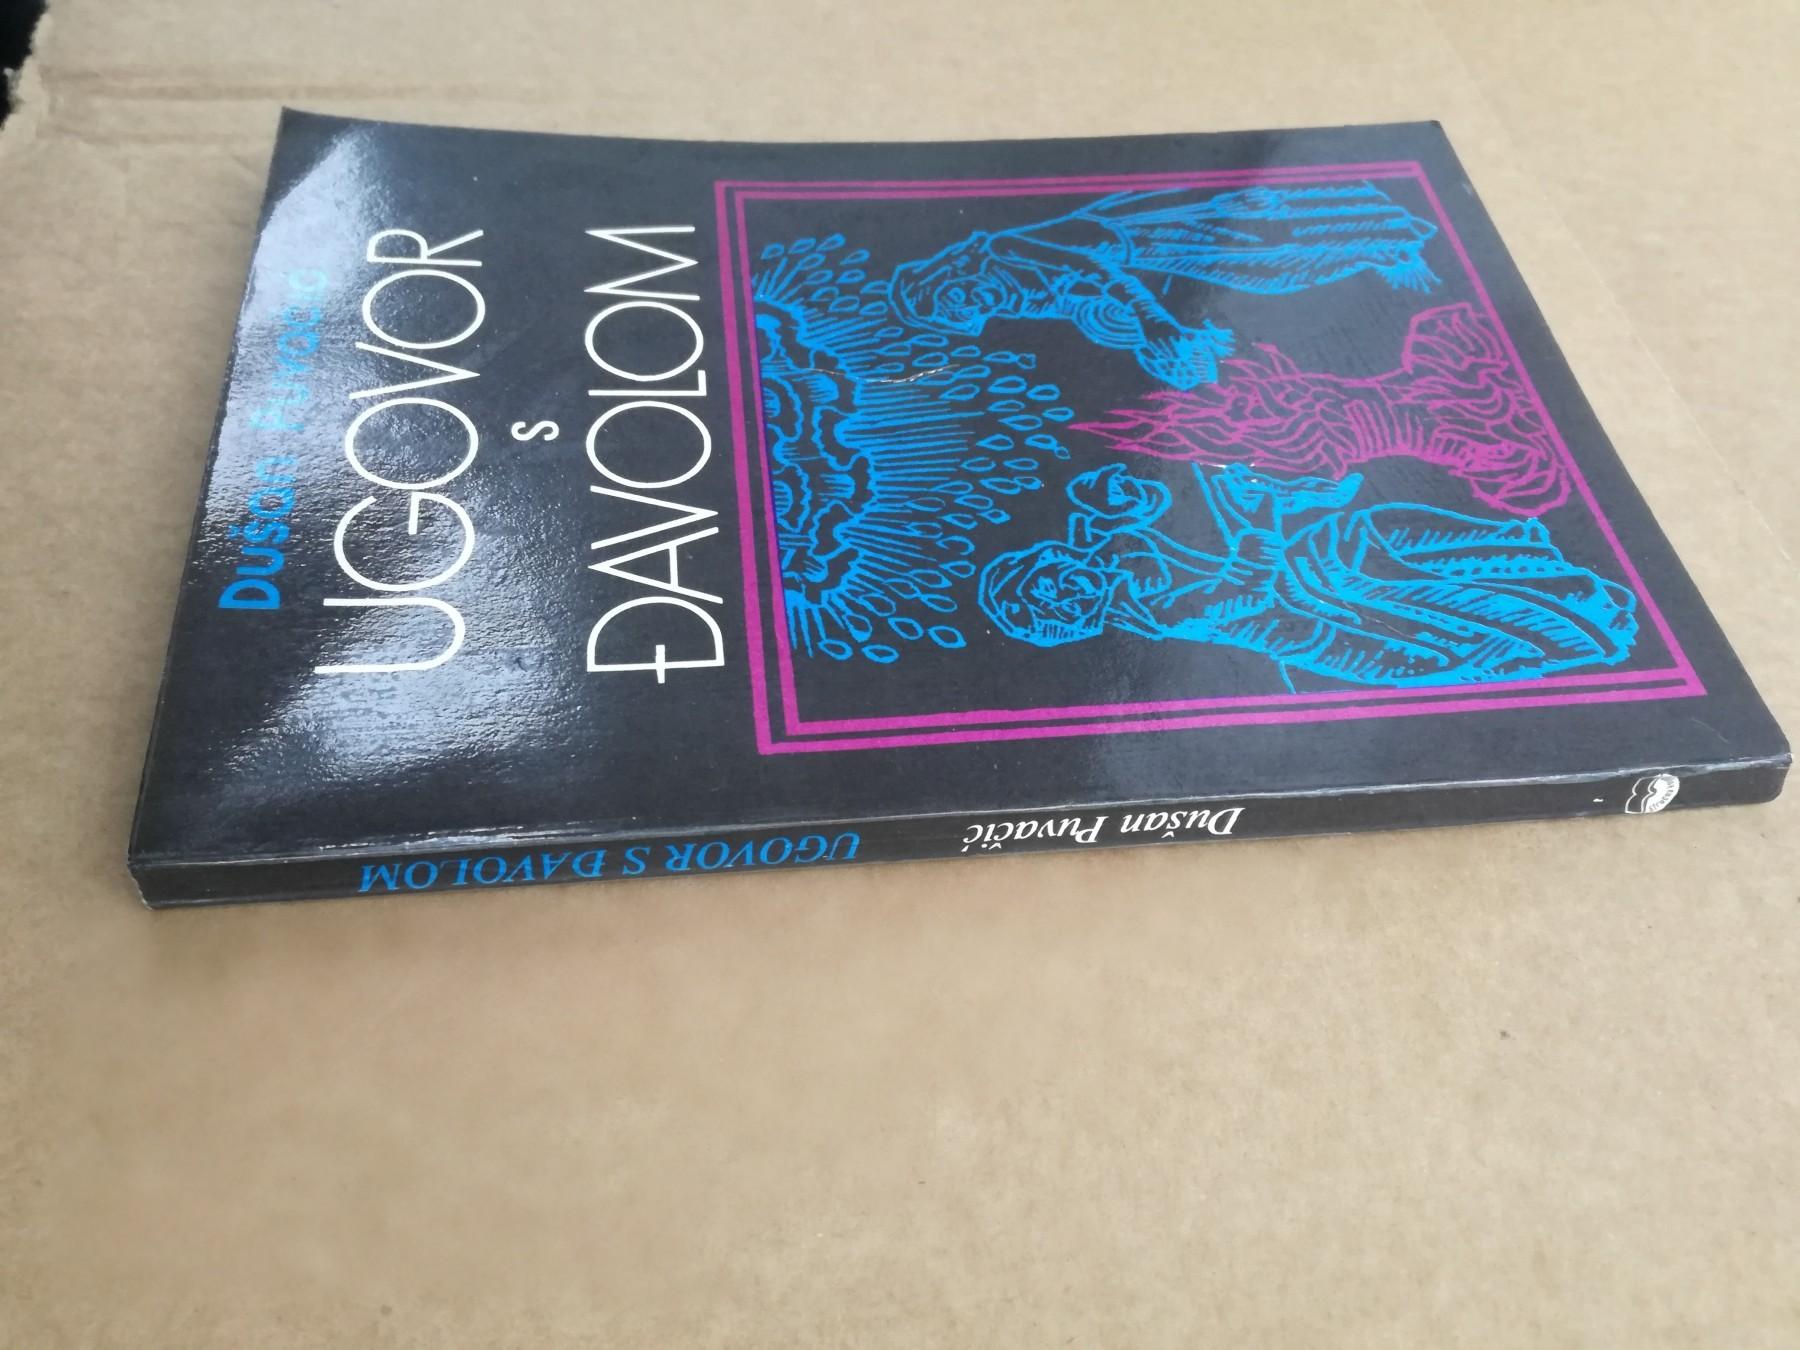 Dušan Puvačić
UGOVOR
S
ĐAVOLOM
UGOVOR S ĐAVOLOM
Dušan Puvačić